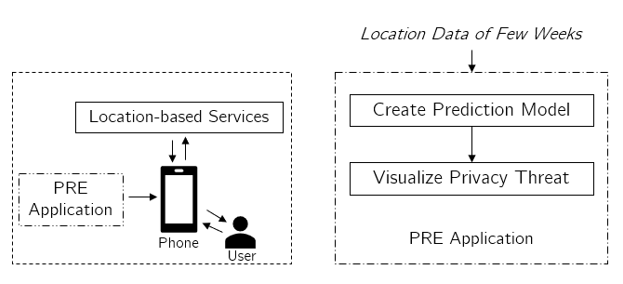 Location-based Services
PRE
Application
Phone
User
Location Data of Few Weeks
Create Prediction Model
Visualize Privacy Threat
PRE Application